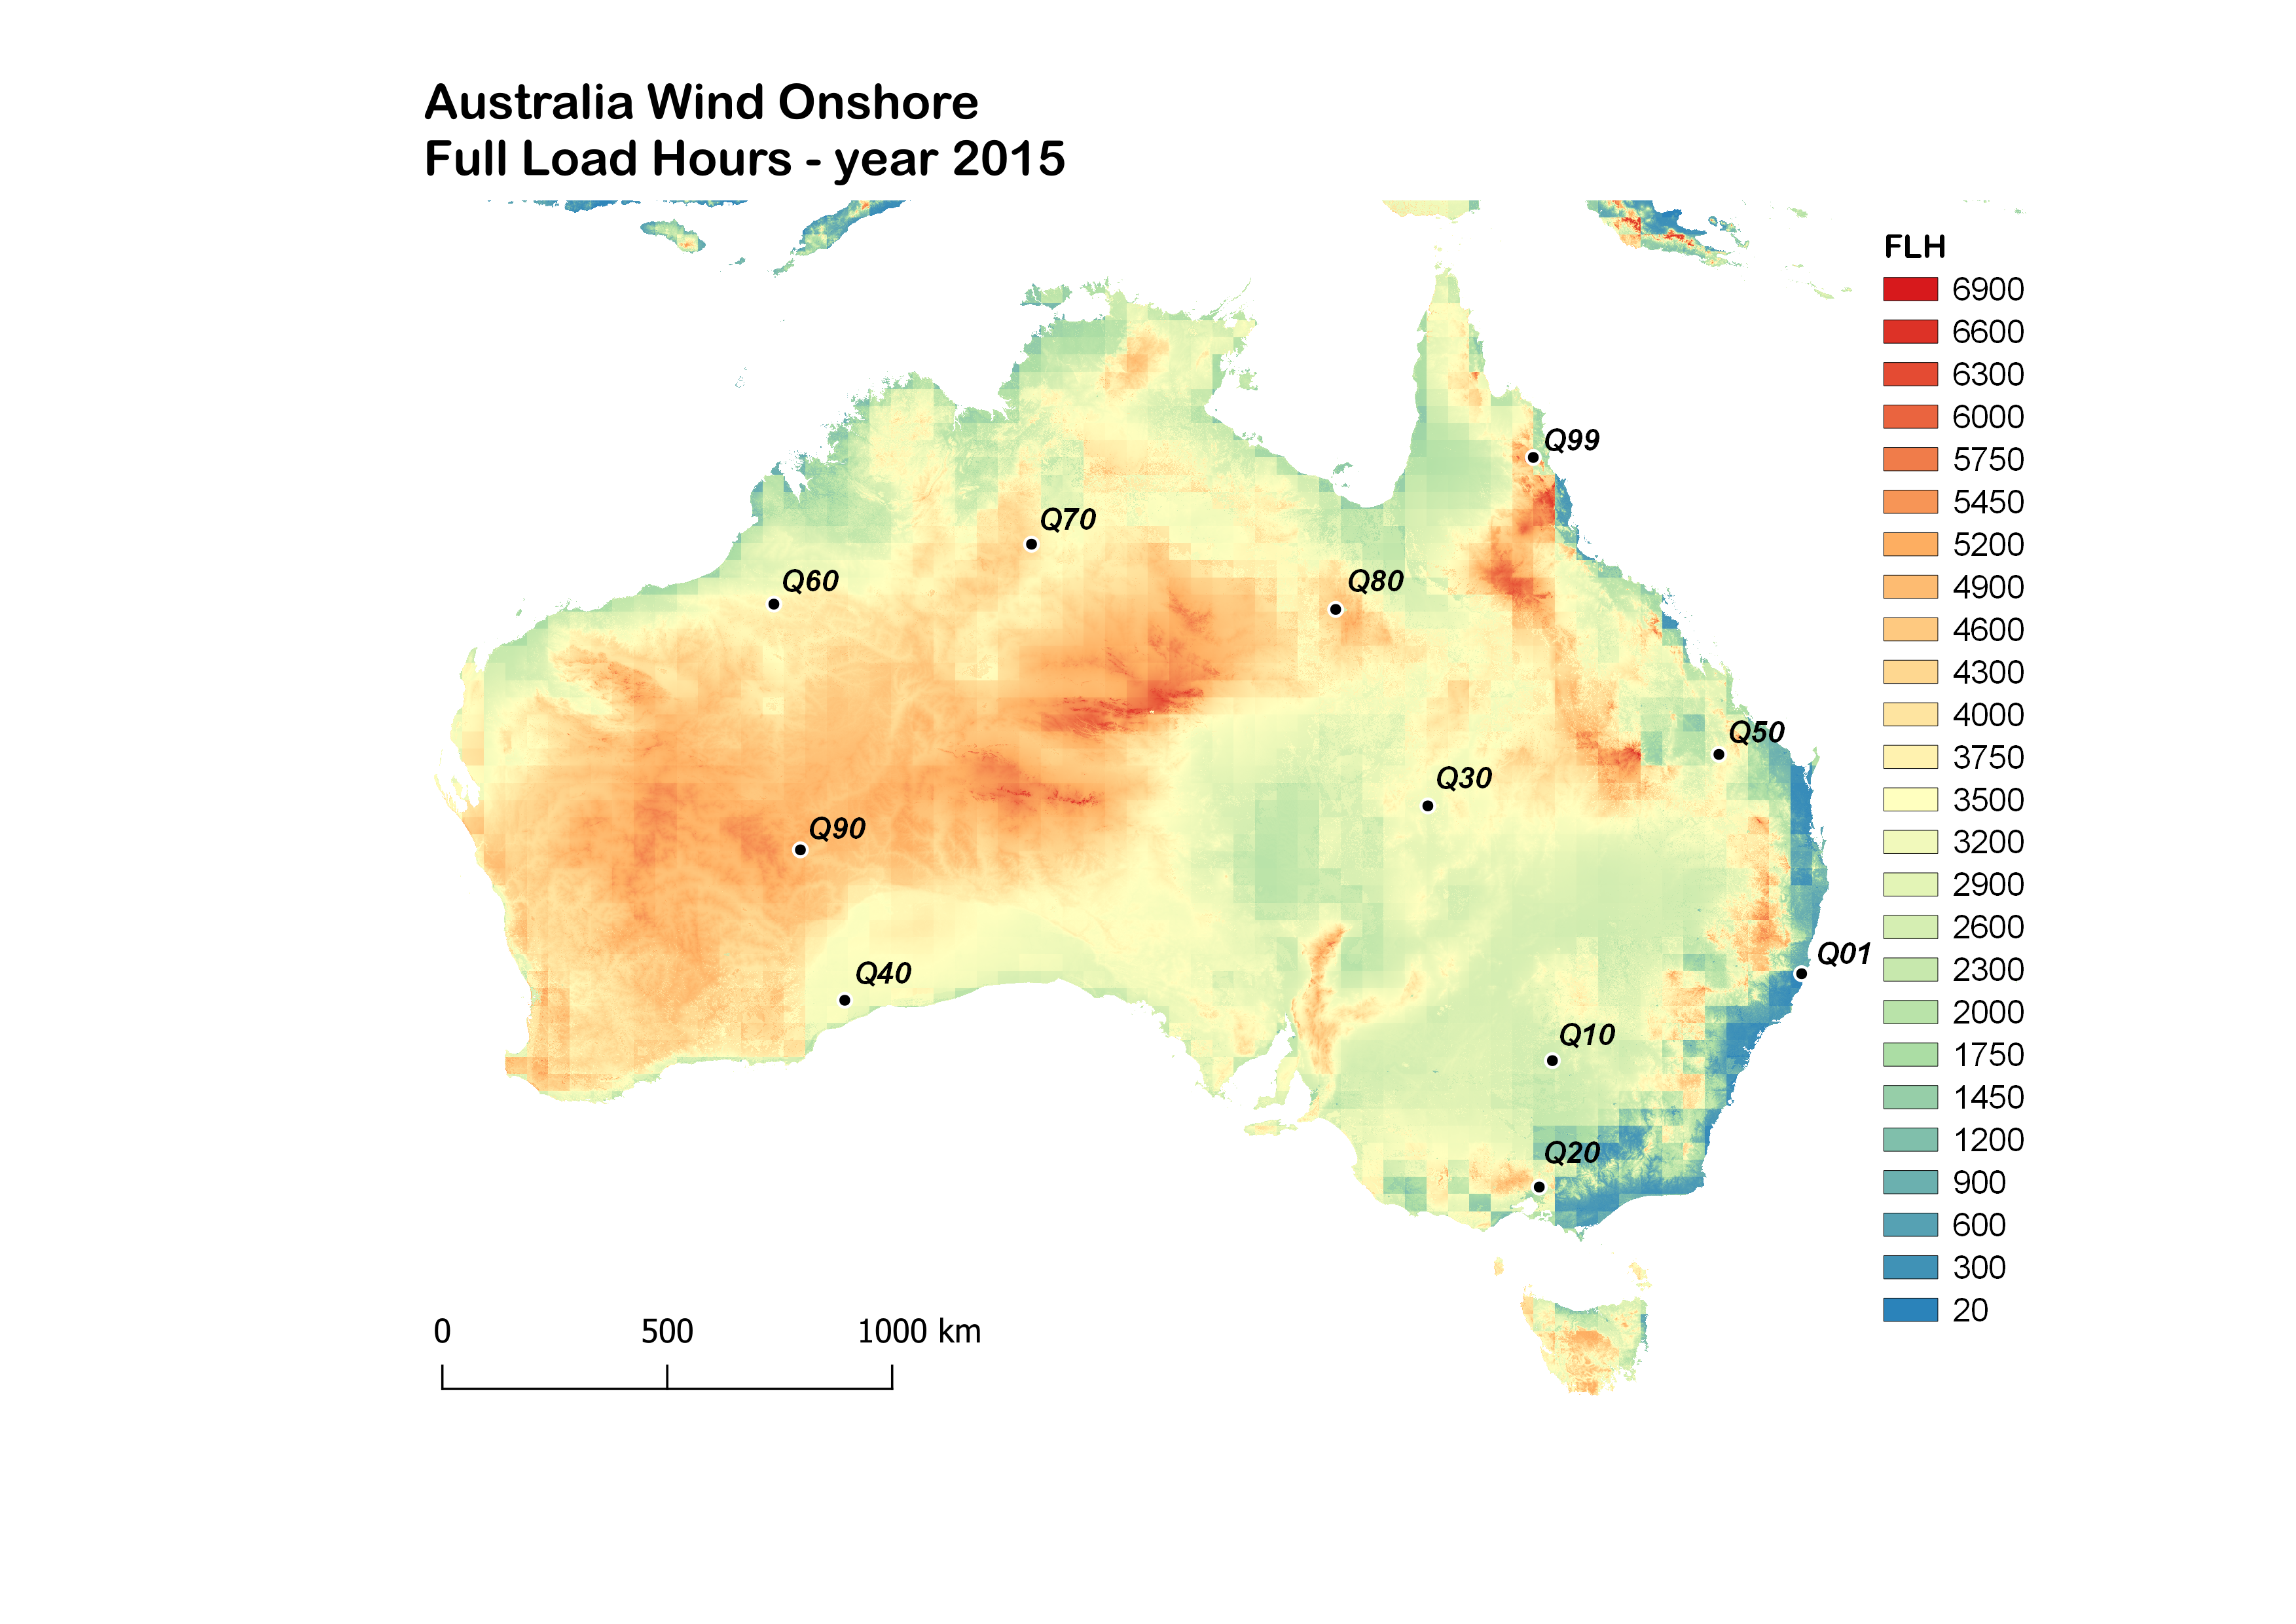 Australia Wind Onshore
Full Load Hours - year 2015
FLH
6900
6600
6300
6000
5750
5450
5200
4900
4600
4300
4000
3750
3500
3200
2900
2600
2300
2000
1750
1450
1200
900
600
300
20
Q99
Q70
Q60
Q80
Q50
Q30
Q90
Q01
Q40
Q10
Q20
0 500 1000 km